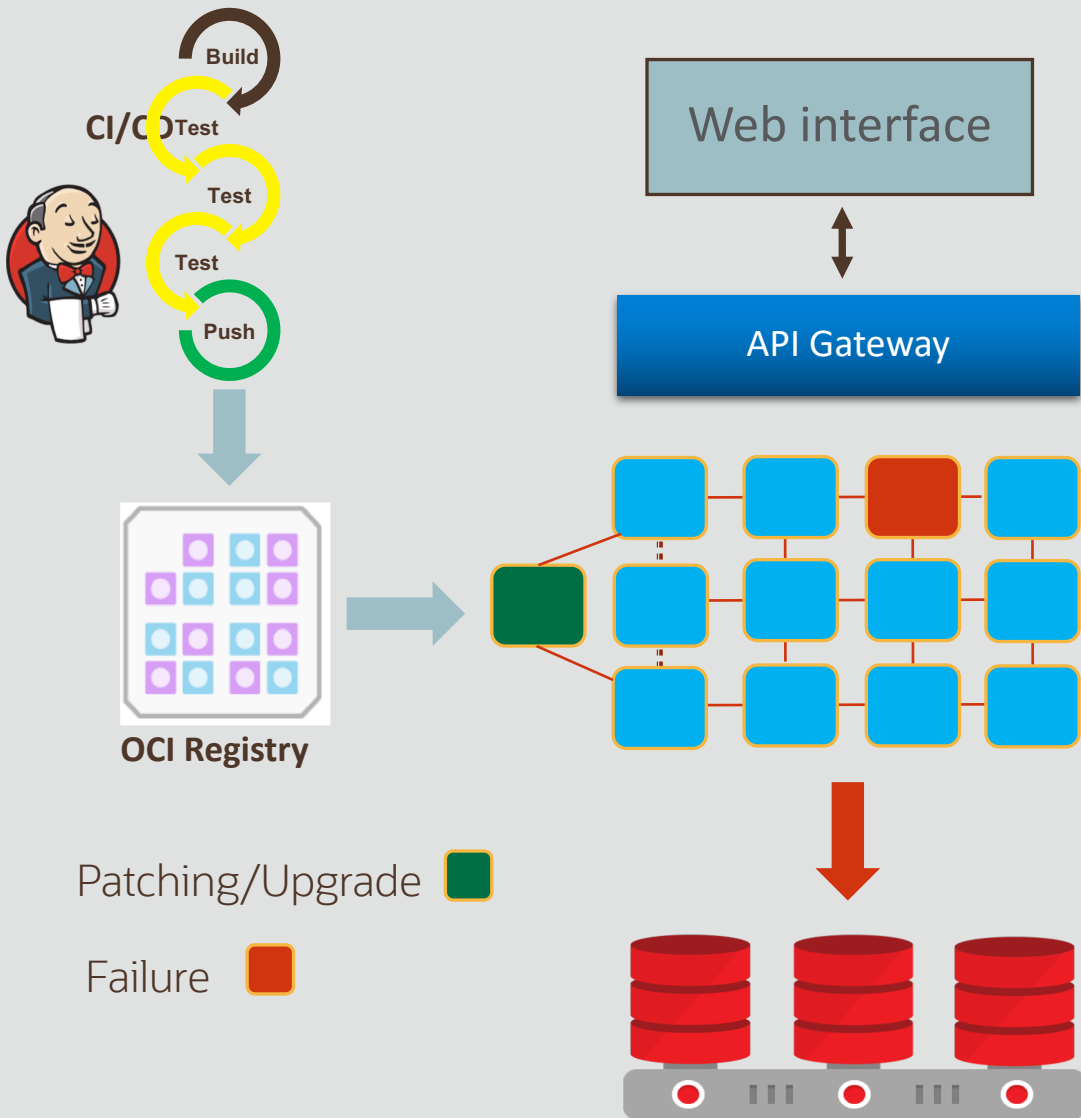 Build
CI/CD
Test
Test
Test
Push
OCI Registry
Patching/Upgrade
Failure
Web interface
API Gateway